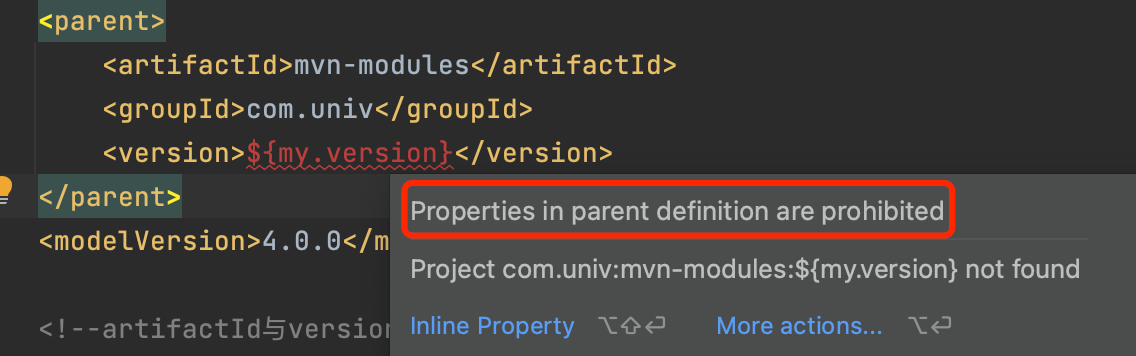 <parent>
<artifactId>mvn-modules</artifactId>
<groupId>com.univ</groupId>
<version>${my.version}</version>
</parent>
Properties in parent definition are prohibited
<modelVersion>4.0.0</m
Project com.univ:mvn-modules:${my.version} not found
<!--artifactId与version
Inline Property ⌥⇧⏎ More actions... ⌥⏎